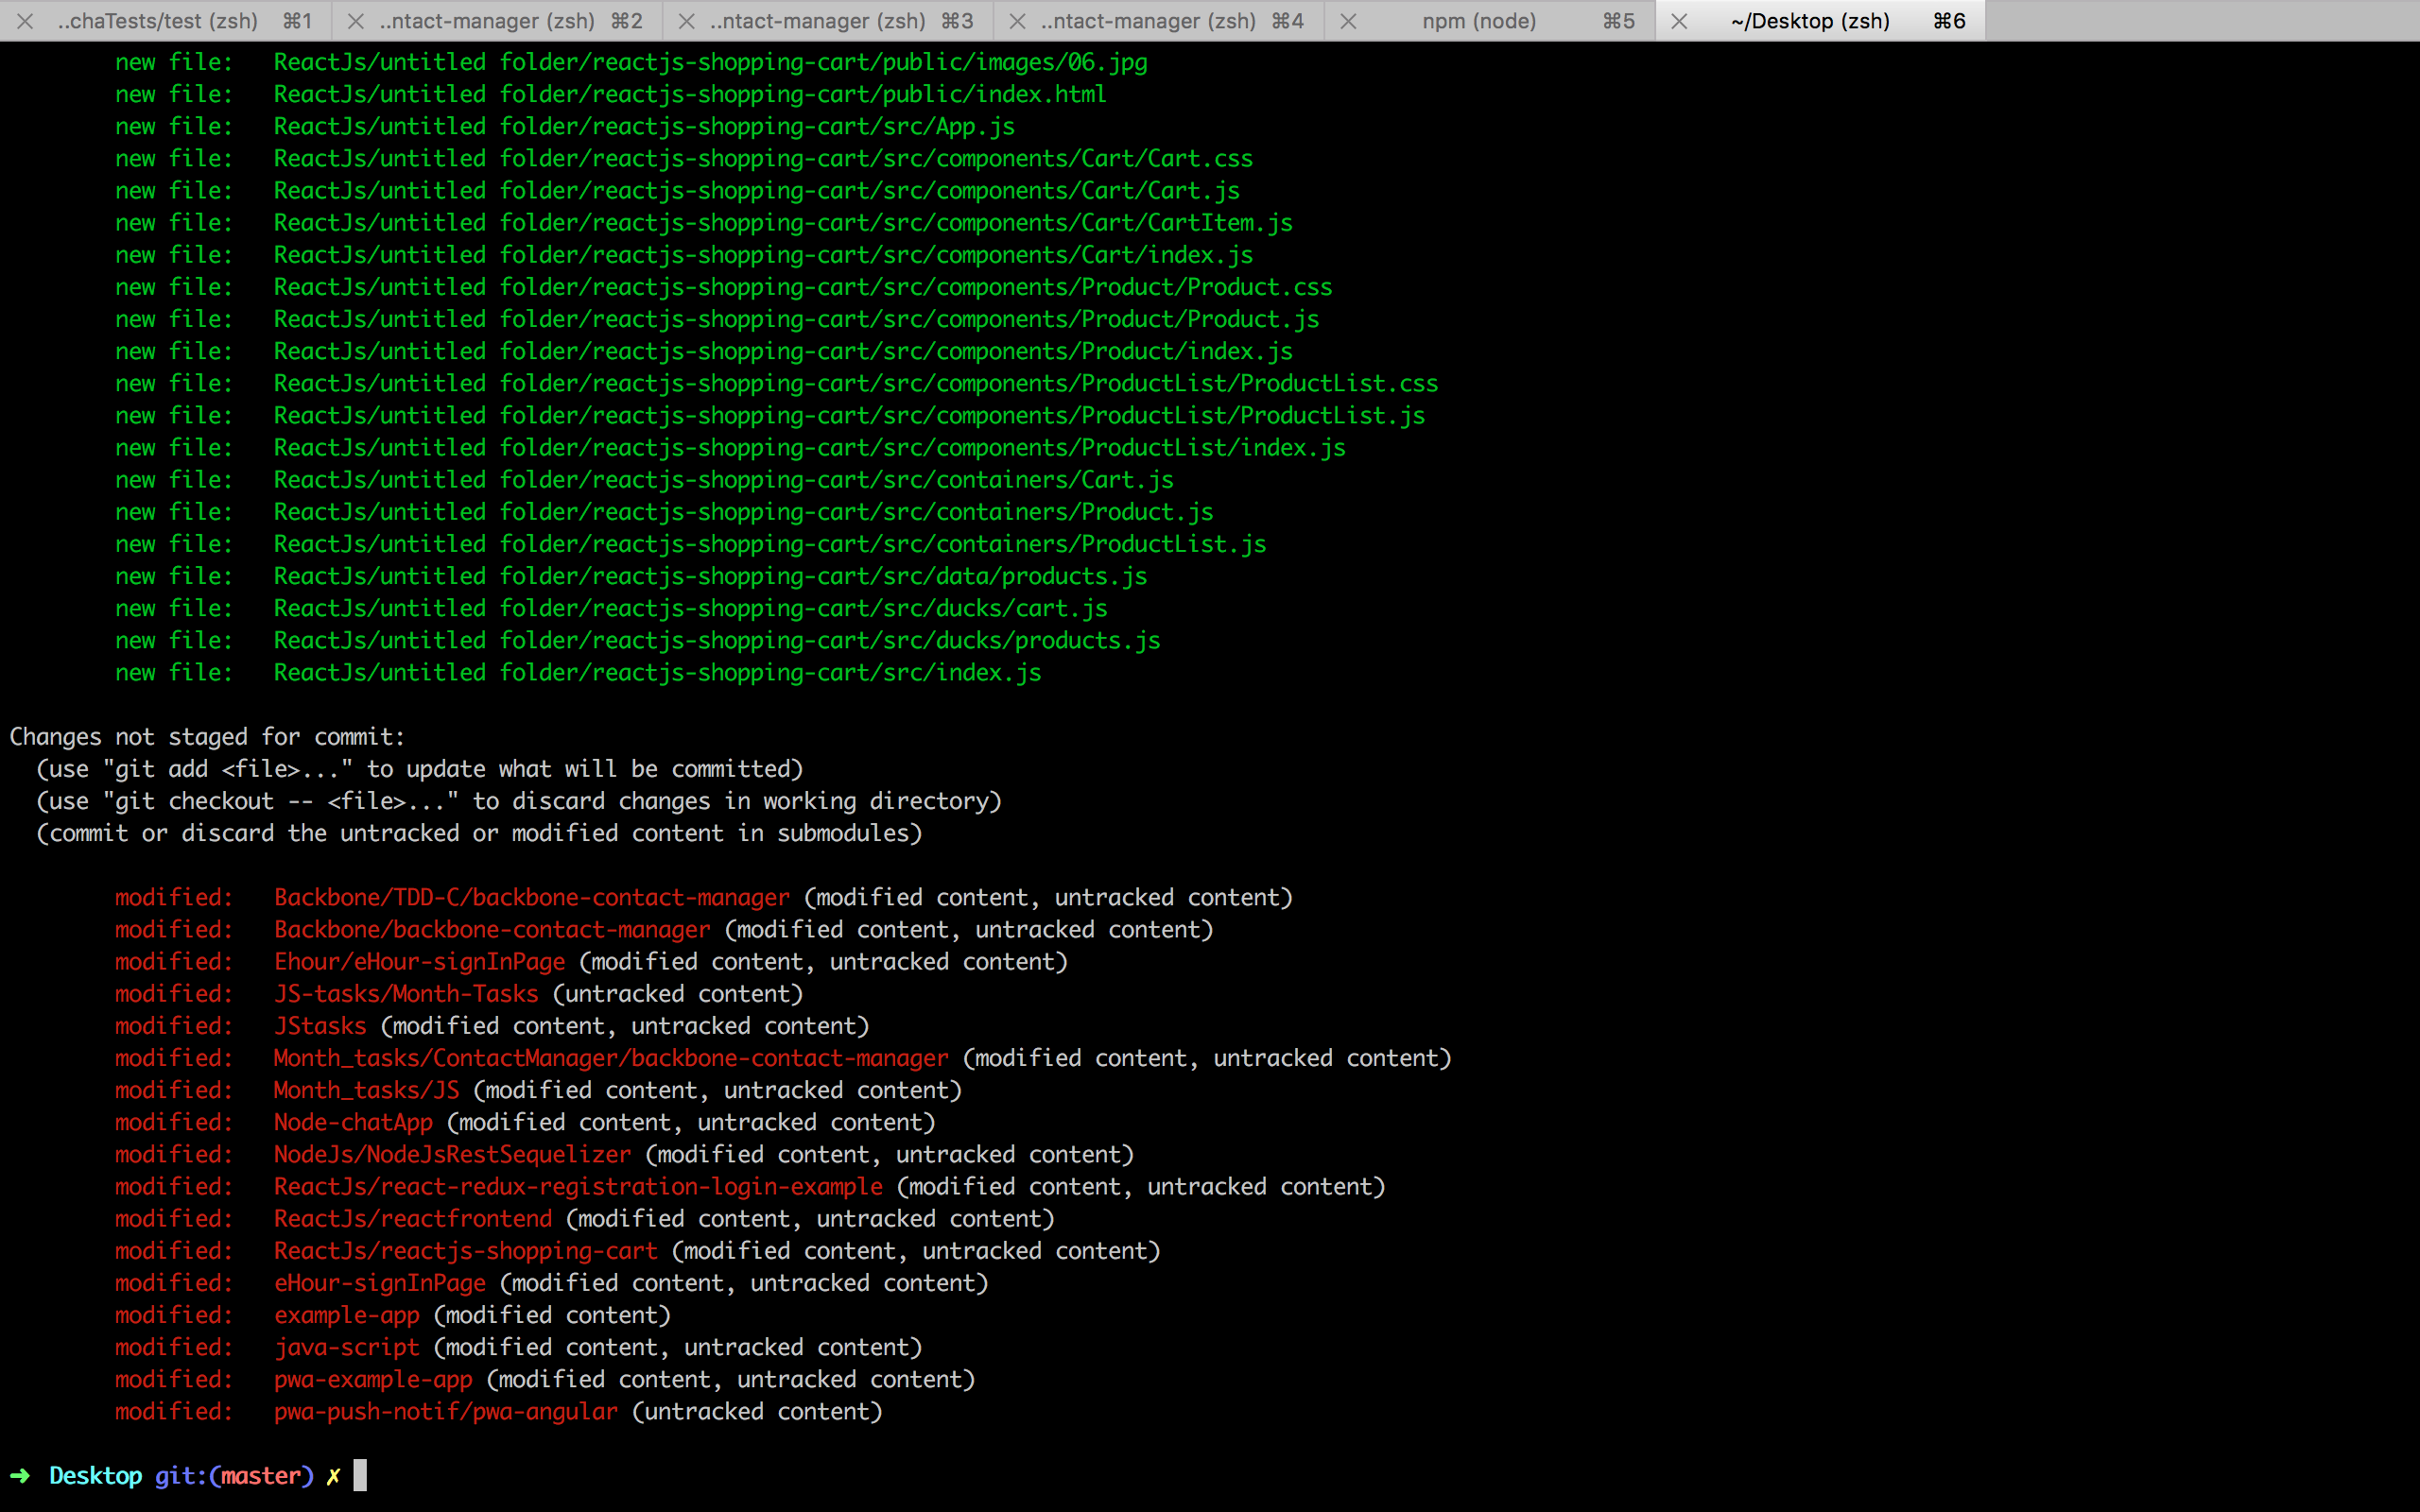 ..chaTests/test (zsh) ⌘1 ..ntact-manager (zsh) ⌘2 ..ntact-manager (zsh) ⌘3 ..ntact-manager (zsh) ⌘4 npm (node) ⌘5 ~/Desktop (zsh) ⌘6
new file: ReactJs/untitled folder/reactjs-shopping-cart/public/images/06.jpg
new file: ReactJs/untitled folder/reactjs-shopping-cart/public/index.html
new file: ReactJs/untitled folder/reactjs-shopping-cart/src/App.js
new file: ReactJs/untitled folder/reactjs-shopping-cart/src/components/Cart/Cart.css
new file: ReactJs/untitled folder/reactjs-shopping-cart/src/components/Cart/Cart.js
new file: ReactJs/untitled folder/reactjs-shopping-cart/src/components/Cart/CartItem.js
new file: ReactJs/untitled folder/reactjs-shopping-cart/src/components/Cart/index.js
new file: ReactJs/untitled folder/reactjs-shopping-cart/src/components/Product/Product.css
new file: ReactJs/untitled folder/reactjs-shopping-cart/src/components/Product/Product.js
new file: ReactJs/untitled folder/reactjs-shopping-cart/src/components/Product/index.js
new file: ReactJs/untitled folder/reactjs-shopping-cart/src/components/ProductList/ProductList.css
new file: ReactJs/untitled folder/reactjs-shopping-cart/src/components/ProductList/ProductList.js
new file: ReactJs/untitled folder/reactjs-shopping-cart/src/components/ProductList/index.js
new file: ReactJs/untitled folder/reactjs-shopping-cart/src/containers/Cart.js
new file: ReactJs/untitled folder/reactjs-shopping-cart/src/containers/Product.js
new file: ReactJs/untitled folder/reactjs-shopping-cart/src/containers/ProductList.js
new file: ReactJs/untitled folder/reactjs-shopping-cart/src/data/products.js
new file: ReactJs/untitled folder/reactjs-shopping-cart/src/ducks/cart.js
new file: ReactJs/untitled folder/reactjs-shopping-cart/src/ducks/products.js
new file: ReactJs/untitled folder/reactjs-shopping-cart/src/index.js
Changes not staged for commit:
(use "git add <file>..." to update what will be committed)
(use "git checkout -- <file>..." to discard changes in working directory)
(commit or discard the untracked or modified content in submodules)
modified: Backbone/TDD-C/backbone-contact-manager (modified content, untracked content)
modified: Backbone/backbone-contact-manager (modified content, untracked content)
modified: Ehour/eHour-signInPage (modified content, untracked content)
modified: JS-tasks/Month-Tasks (untracked content)
modified: JStasks (modified content, untracked content)
modified: Month_tasks/ContactManager/backbone-contact-manager (modified content, untracked content)
modified: Month_tasks/JS (modified content, untracked content)
modified: Node-chatApp (modified content, untracked content)
modified: NodeJs/NodeJsRestSequelizer (modified content, untracked content)
modified: ReactJs/react-redux-registration-login-example (modified content, untracked content)
modified: ReactJs/reactfrontend (modified content, untracked content)
modified: ReactJs/reactjs-shopping-cart (modified content, untracked content)
modified: eHour-signInPage (modified content, untracked content)
modified: example-app (modified content)
modified: java-script (modified content, untracked content)
modified: pwa-example-app (modified content, untracked content)
modified: pwa-push-notif/pwa-angular (untracked content)
➜ Desktop git:(master) ✗